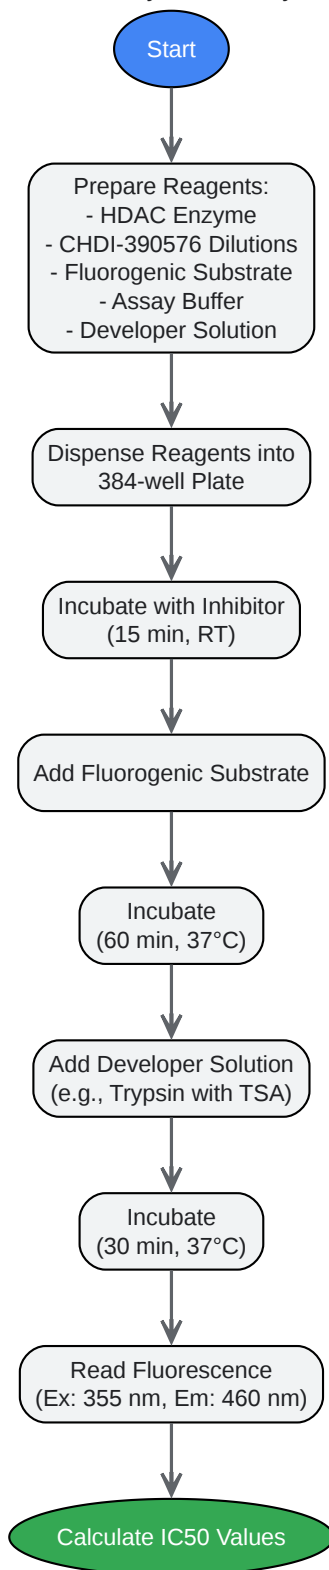 Start
Prepare Reagents:
- HDAC Enzyme
- CHDI-390576 Dilutions
- Fluorogenic Substrate
- Assay Buffer
- Developer Solution
Dispense Reagents into
384-well Plate
Incubate with Inhibitor
(15 min, RT)
Add Fluorogenic Substrate
Incubate
(60 min, 37°C)
Add Developer Solution
(e.g., Trypsin with TSA)
Incubate
(30 min, 37°C)
Read Fluorescence
(Ex: 355 nm, Em: 460 nm)
Calculate IC50 Values